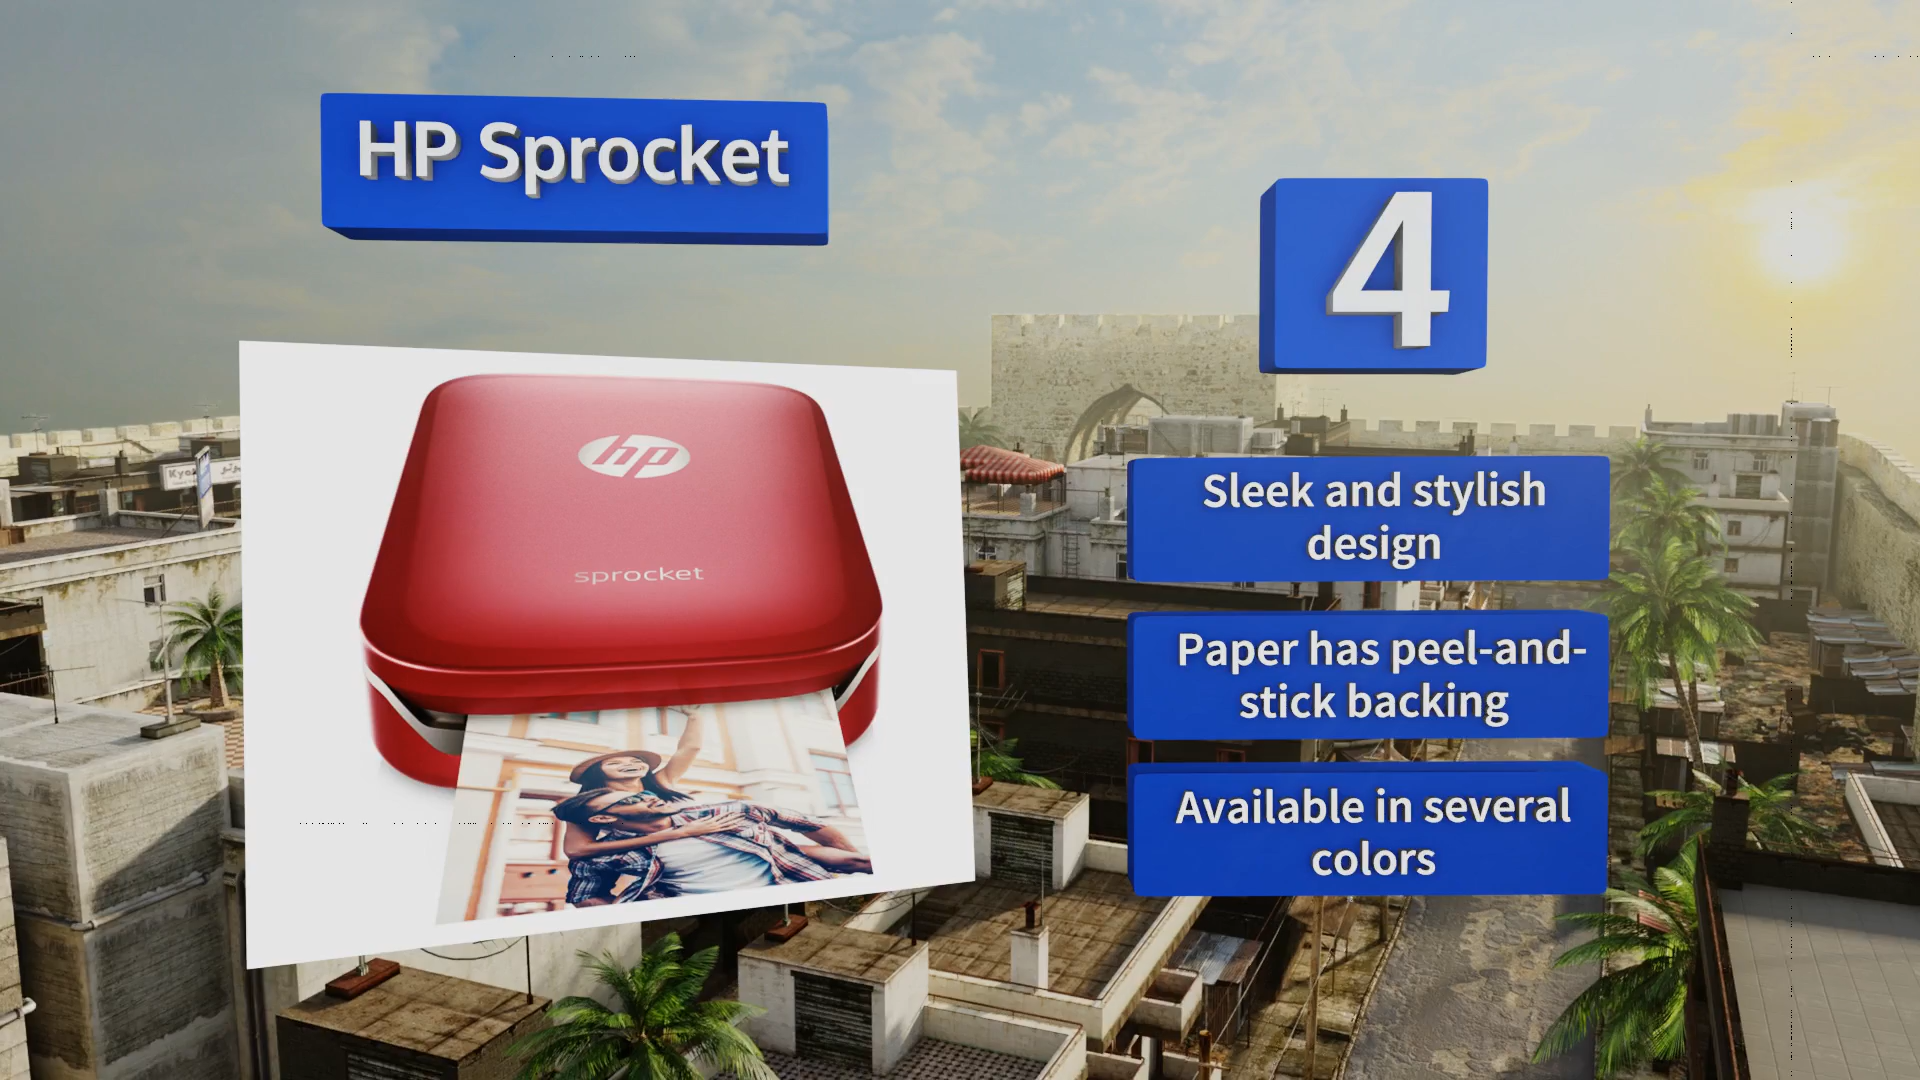 HP Sprocket
4
hp
sprocket
Sleek and stylish
design
Paper has peel-and-
stick backing
Available in several
colors